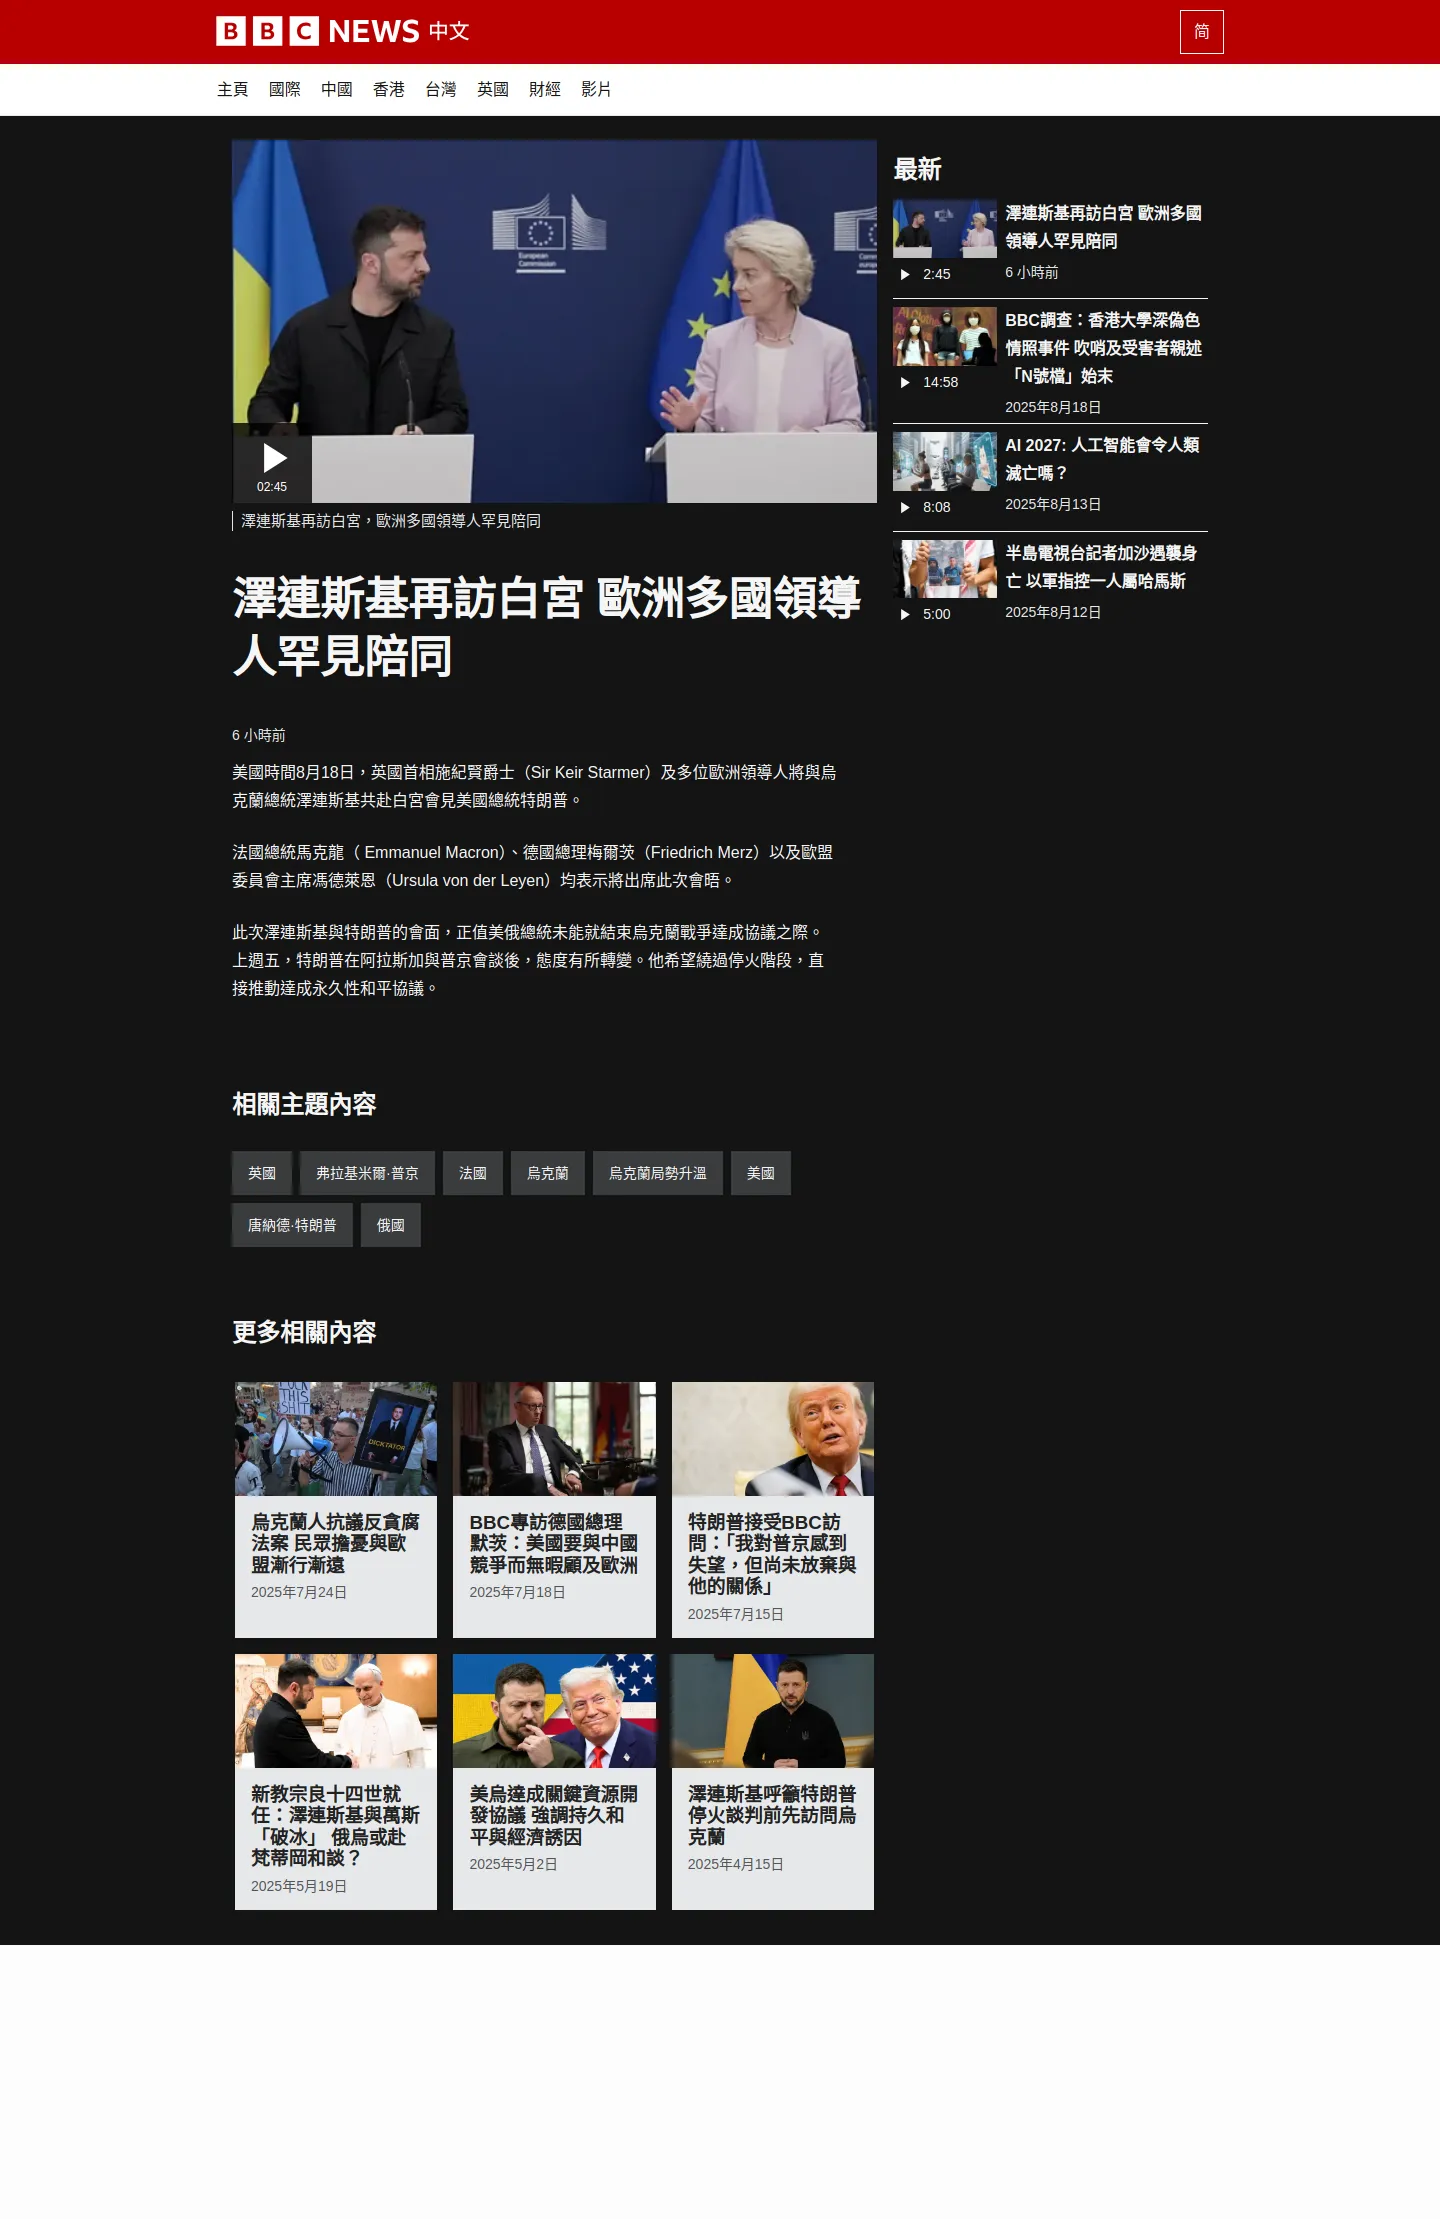 BBC NEWS 中文
简
主頁 國際 中國 香港 台灣 英國 財經 影片
European
Commission
02:45
澤連斯基再訪白宮，歐洲多國領導人罕見陪同
澤連斯基再訪白宮 歐洲多國領導
人罕見陪同
6 小時前
美國時間8月18日，英國首相施紀賢爵士（Sir Keir Starmer）及多位歐洲領導人將與烏
克蘭總統澤連斯基共赴白宮會見美國總統特朗普。
法國總統馬克龍（ Emmanuel Macron）、德國總理梅爾茨（Friedrich Merz）以及歐盟
委員會主席馮德萊恩（Ursula von der Leyen）均表示將出席此次會晤。
此次澤連斯基與特朗普的會面，正值美俄總統未能就結束烏克蘭戰爭達成協議之際。
上週五，特朗普在阿拉斯加與普京會談後，態度有所轉變。他希望繞過停火階段，直
接推動達成永久性和平協議。
最新
澤連斯基再訪白宮 歐洲多國
領導人罕見陪同
6 小時前
2:45
BBC調查：香港大學深偽色
情照事件 吹哨及受害者親述
「N號檔」始末
2025年8月18日
14:58
AI 2027: 人工智能會令人類
滅亡嗎？
2025年8月13日
8:08
半島電視台記者加沙遇襲身
亡 以軍指控一人屬哈馬斯
2025年8月12日
5:00
相關主題內容
英國 弗拉基米爾·普京 法國 烏克蘭 烏克蘭局勢升溫 美國
唐納德·特朗普 俄國
更多相關內容
THIS
SHIT
DICKTATOR
烏克蘭人抗議反貪腐
法案 民眾擔憂與歐
盟漸行漸遠
2025年7月24日
BBC專訪德國總理
默茨：美國要與中國
競爭而無暇顧及歐洲
2025年7月18日
特朗普接受BBC訪
問：「我對普京感到
失望，但尚未放棄與
他的關係」
2025年7月15日
新教宗良十四世就
任：澤連斯基與萬斯
「破冰」 俄烏或赴
梵蒂岡和談？
2025年5月19日
美烏達成關鍵資源開
發協議 強調持久和
平與經濟誘因
2025年5月2日
澤連斯基呼籲特朗普
停火談判前先訪問烏
克蘭
2025年4月15日